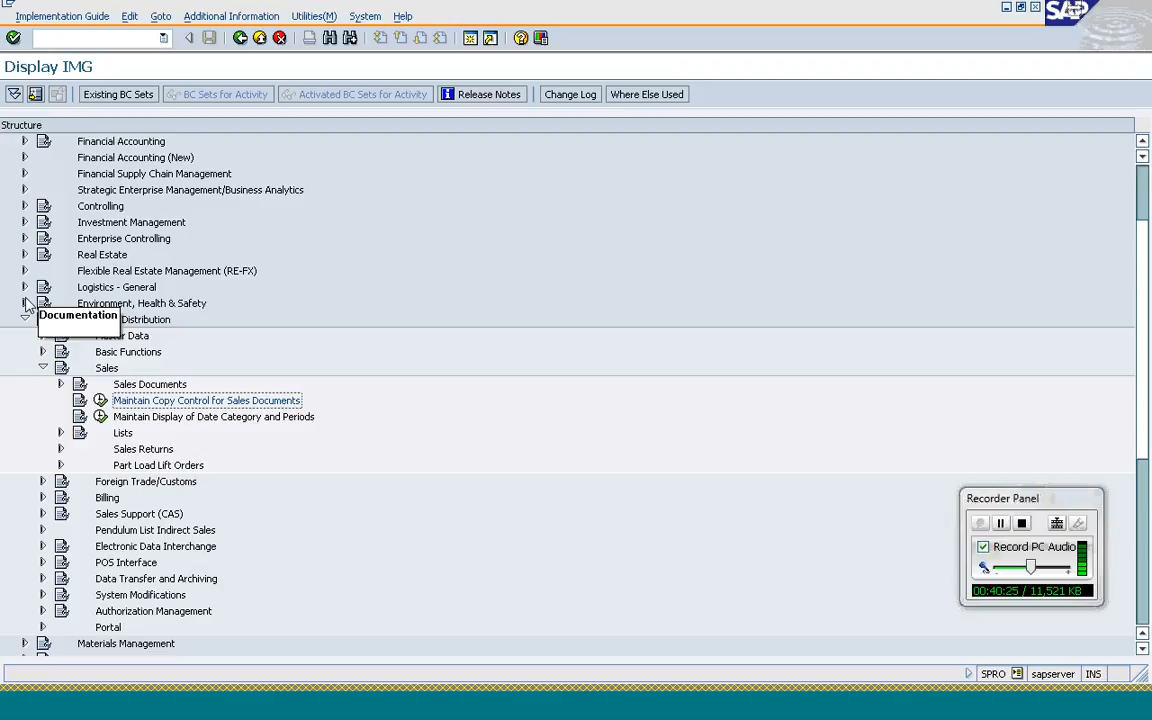 Implementation Guide Edit Goto Additional Information Utilities(M) System Help
SAP
Display IMG
Existing BC Sets BC Sets for Activity Activated BC Sets for Activity Release Notes Change Log Where Else Used
Structure
Financial Accounting
Financial Accounting (New)
Financial Supply Chain Management
Strategic Enterprise Management/Business Analytics
Controlling
Investment Management
Enterprise Controlling
Real Estate
Flexible Real Estate Management (RE-FX)
Logistics - General
Environment, Health & Safety
Documentation
Distribution
Data
Basic Functions
Sales
Sales Documents
Maintain Copy Control for Sales Documents
Maintain Display of Date Category and Periods
Lists
Sales Returns
Part Load Lift Orders
Foreign Trade/Customs
Billing
Sales Support (CAS)
Pendulum List Indirect Sales
Electronic Data Interchange
POS Interface
Data Transfer and Archiving
System Modifications
Authorization Management
Portal
Materials Management
Recorder Panel
Record PC Audio
00:40:25 / 11,521 KB
SPRO sapserver INS